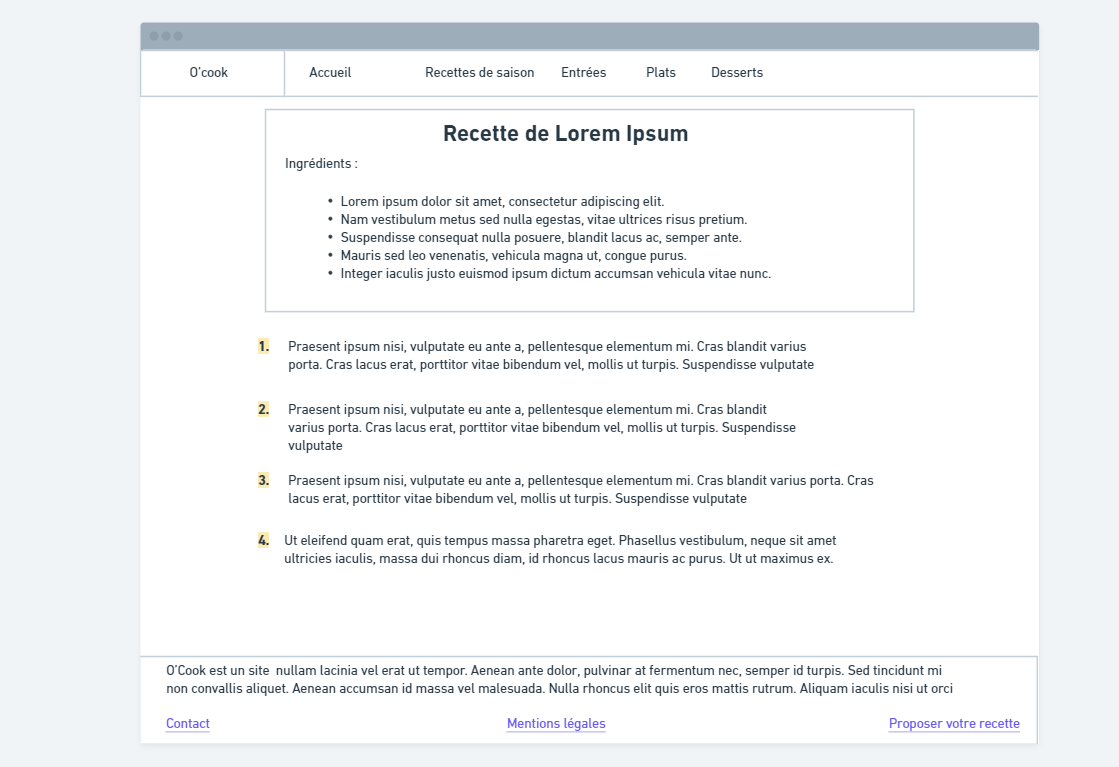 O'cook Accueil Recettes de saison Entrées Plats Desserts
Recette de Lorem Ipsum
Ingrédients :
• Lorem ipsum dolor sit amet, consectetur adipiscing elit.
• Nam vestibulum metus sed nulla egestas, vitae ultrices risus pretium.
• Suspendisse consequat nulla posuere, blandit lacus ac, semper ante.
• Mauris sed leo venenatis, vehicula magna ut, congue purus.
• Integer iaculis justo euismod ipsum dictum accumsan vehicula vitae nunc.
1. Praesent ipsum nisi, vulputate eu ante a, pellentesque elementum mi. Cras blandit varius
porta. Cras lacus erat, porttitor vitae bibendum vel, mollis ut turpis. Suspendisse vulputate
2. Praesent ipsum nisi, vulputate eu ante a, pellentesque elementum mi. Cras blandit
varius porta. Cras lacus erat, porttitor vitae bibendum vel, mollis ut turpis. Suspendisse
vulputate
3. Praesent ipsum nisi, vulputate eu ante a, pellentesque elementum mi. Cras blandit varius porta. Cras
lacus erat, porttitor vitae bibendum vel, mollis ut turpis. Suspendisse vulputate
4. Ut eleifend quam erat, quis tempus massa pharetra eget. Phasellus vestibulum, neque sit amet
ultricies iaculis, massa dui rhoncus diam, id rhoncus lacus mauris ac purus. Ut ut maximus ex.
O'Cook est un site nullam lacinia vel erat ut tempor. Aenean ante dolor, pulvinar at fermentum nec, semper id turpis. Sed tincidunt mi
non convallis aliquet. Aenean accumsan id massa vel malesuada. Nulla rhoncus elit quis eros mattis rutrum. Aliquam iaculis nisi ut orci
Contact Mentions légales Proposer votre recette